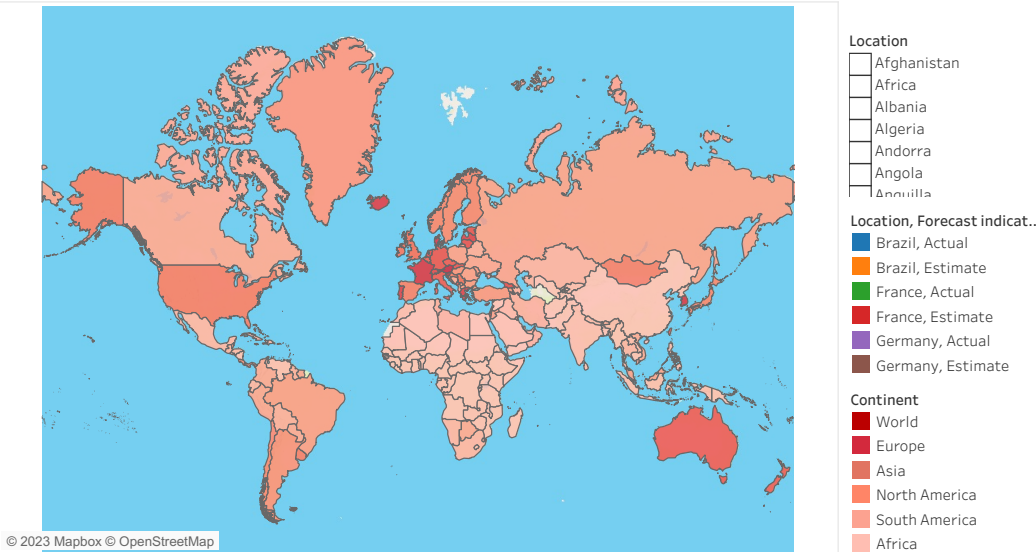 Location
Afghanistan
Africa
Albania
Algeria
Andorra
Angola
Anguilla
Location, Forecast indicat..
Brazil, Actual
Brazil, Estimate
France, Actual
France, Estimate
Germany, Actual
Germany, Estimate
Continent
World
Europe
Asia
North America
South America
Africa
© 2023 Mapbox © OpenStreetMap